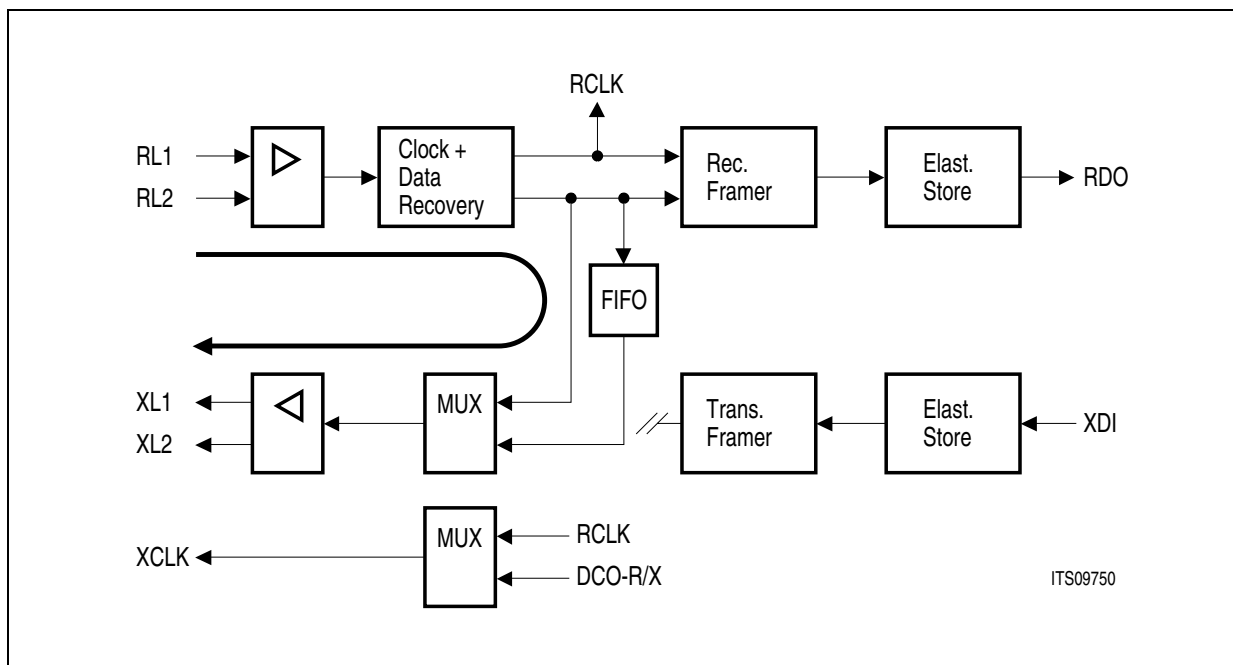 RCLK
RL1
RL2
Clock +
Data
Recovery
Rec.
Framer
Elast.
Store
RDO
FIFO
XL1
XL2
MUX
Trans.
Framer
Elast.
Store
XDI
XCLK
MUX
RCLK
DCO-R/X
ITS09750